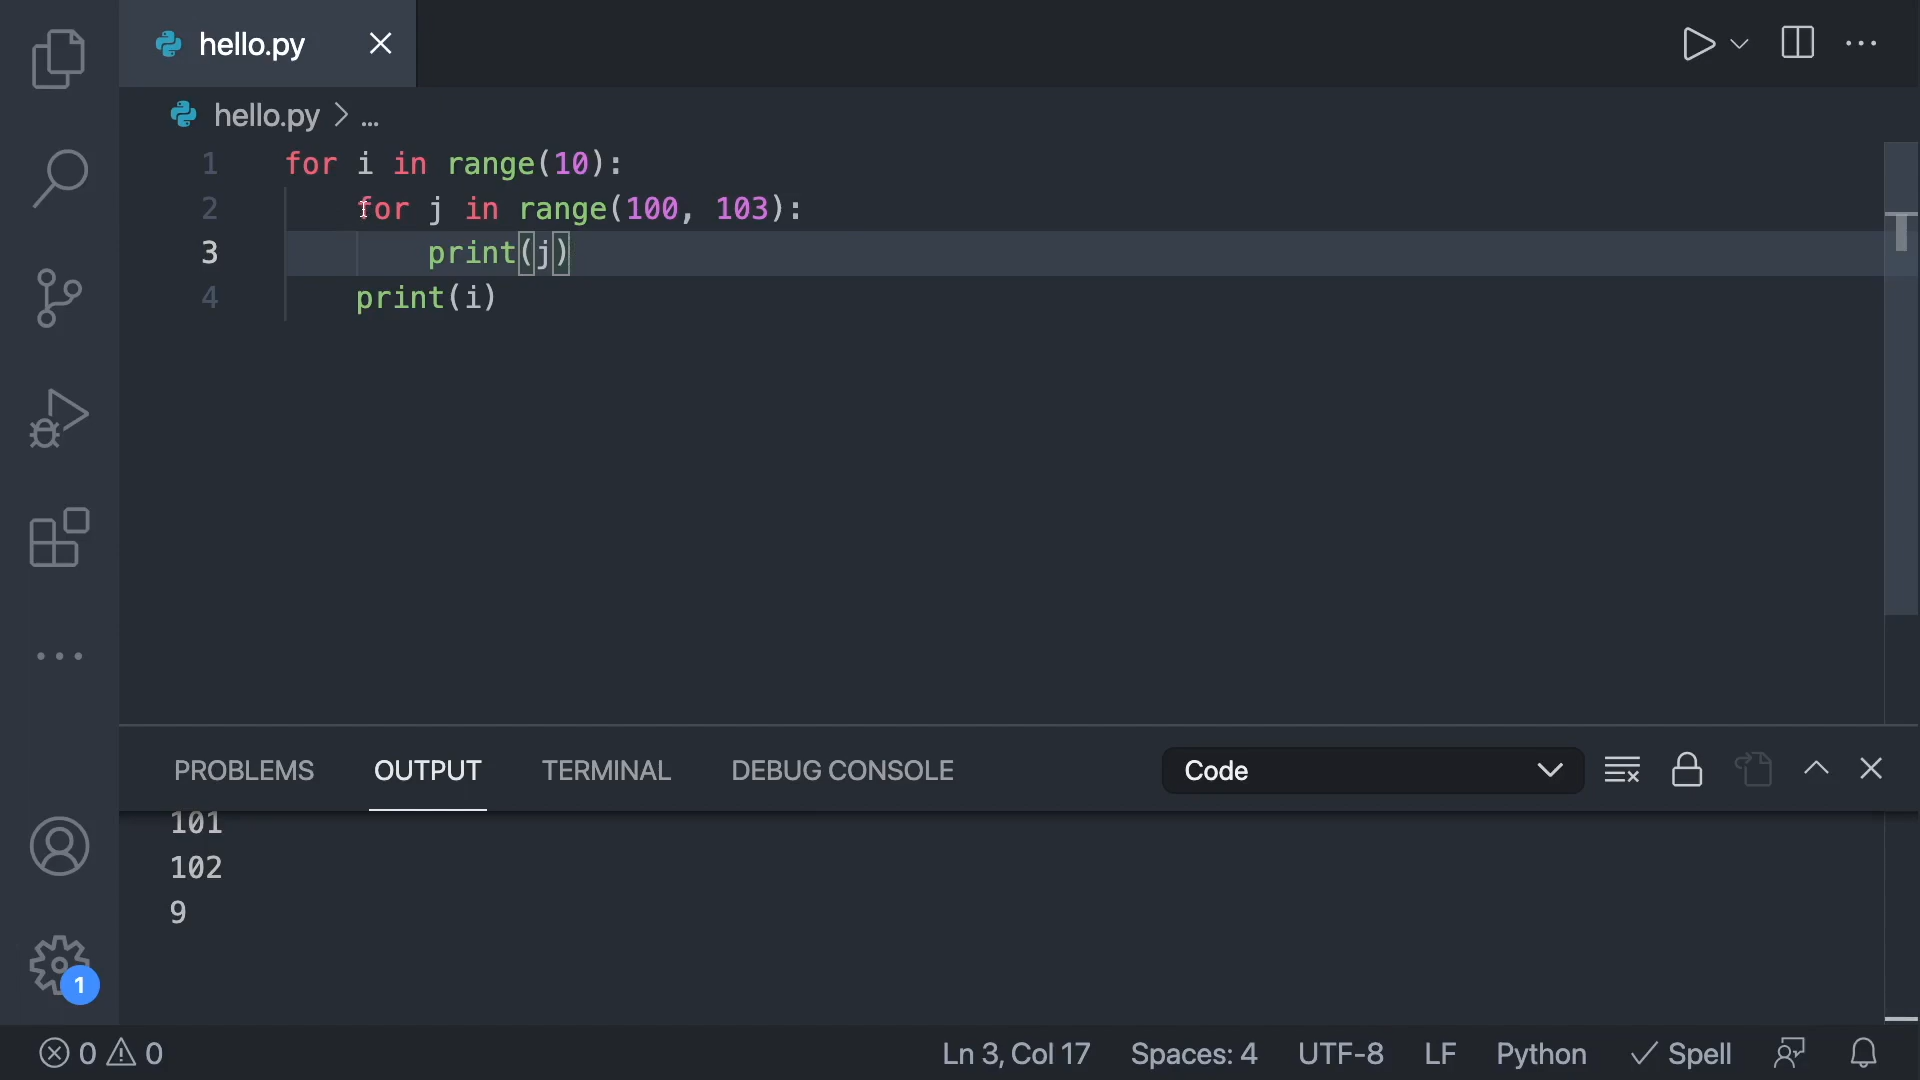 hello.py
hello.py > ...
1 for i in range(10):
2     for j in range(100, 103):
3         print(j)
4     print(i)
PROBLEMS OUTPUT TERMINAL DEBUG CONSOLE Code
101
102
9
1
0 0 Ln 3, Col 17 Spaces: 4 UTF-8 LF Python Spell